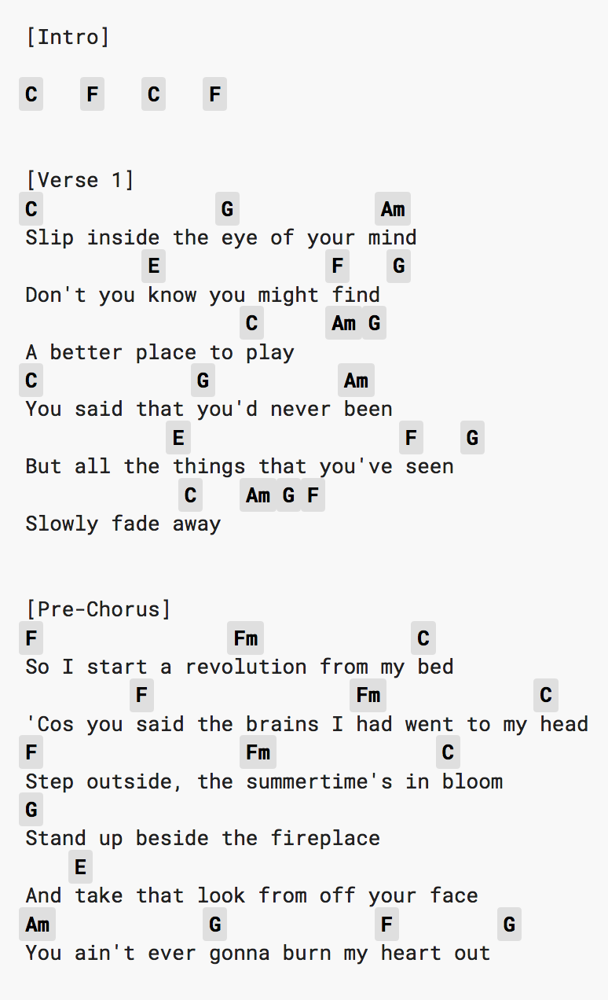 [Intro]
C F C F
[Verse 1]
C G Am
Slip inside the eye of your mind
E F G
Don't you know you might find
C Am G
A better place to play
C G Am
You said that you'd never been
E F G
But all the things that you've seen
C Am G F
Slowly fade away
[Pre-Chorus]
F Fm C
So I start a revolution from my bed
F Fm C
'Cos you said the brains I had went to my head
F Fm C
Step outside, the summertime's in bloom
G
Stand up beside the fireplace
E
And take that look from off your face
Am G F G
You ain't ever gonna burn my heart out